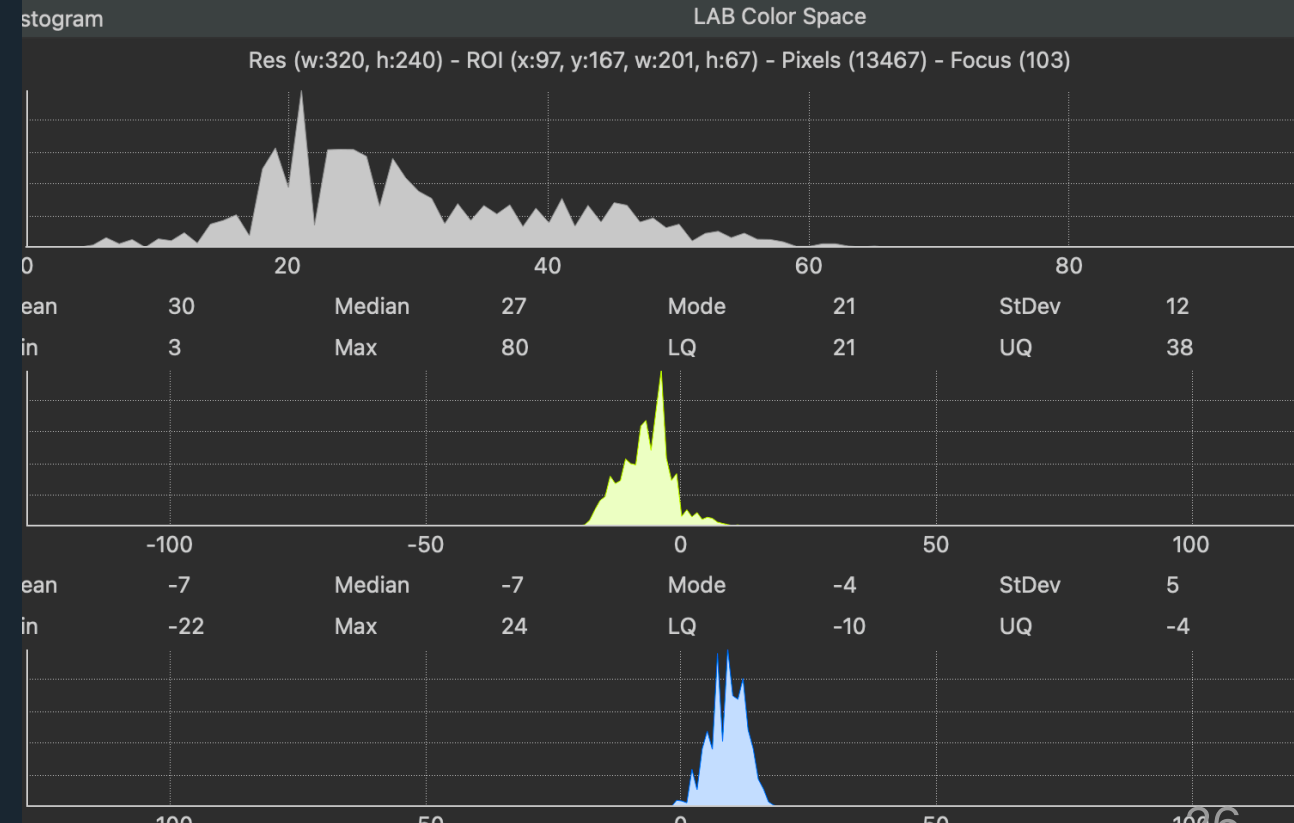 stogram LAB Color Space
Res (w:320, h:240) - ROI (x:97, y:167, w:201, h:67) - Pixels (13467) - Focus (103)
0 20 40 60 80
ean 30 Median 27 Mode 21 StDev 12
in 3 Max 80 LQ 21 UQ 38
-100 -50 0 50 100
ean -7 Median -7 Mode -4 StDev 5
in -22 Max 24 LQ -10 UQ -4